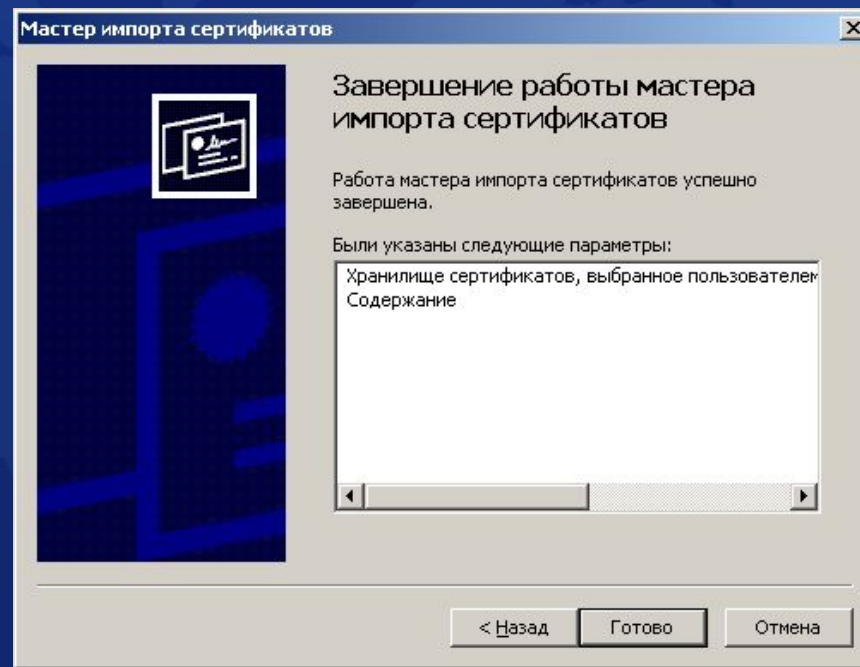 Мастер импорта сертификатов
Завершение работы мастера
импорта сертификатов
Работа мастера импорта сертификатов успешно
завершена.
Были указаны следующие параметры:
Хранилище сертификатов, выбранное пользователем
Содержание
< Назад
Готово
Отмена